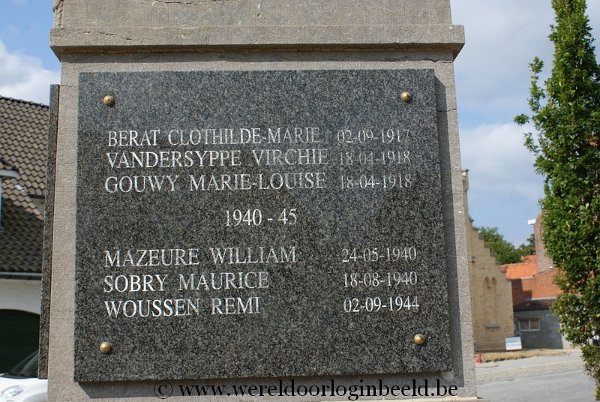 BERAT CLOTHILDE-MARIE 02-09-1917
VANDERSYPPE VIRCHIE 18-04-1918
GOUWY MARIE-LOUISE 18-04-1918
1940 - 45
MAZEURE WILLIAM 24-05-1940
SOBRY MAURICE 18-08-1940
WOUSSEN REMI 02-09-1944
© www.wereldoorloginbeeld.be